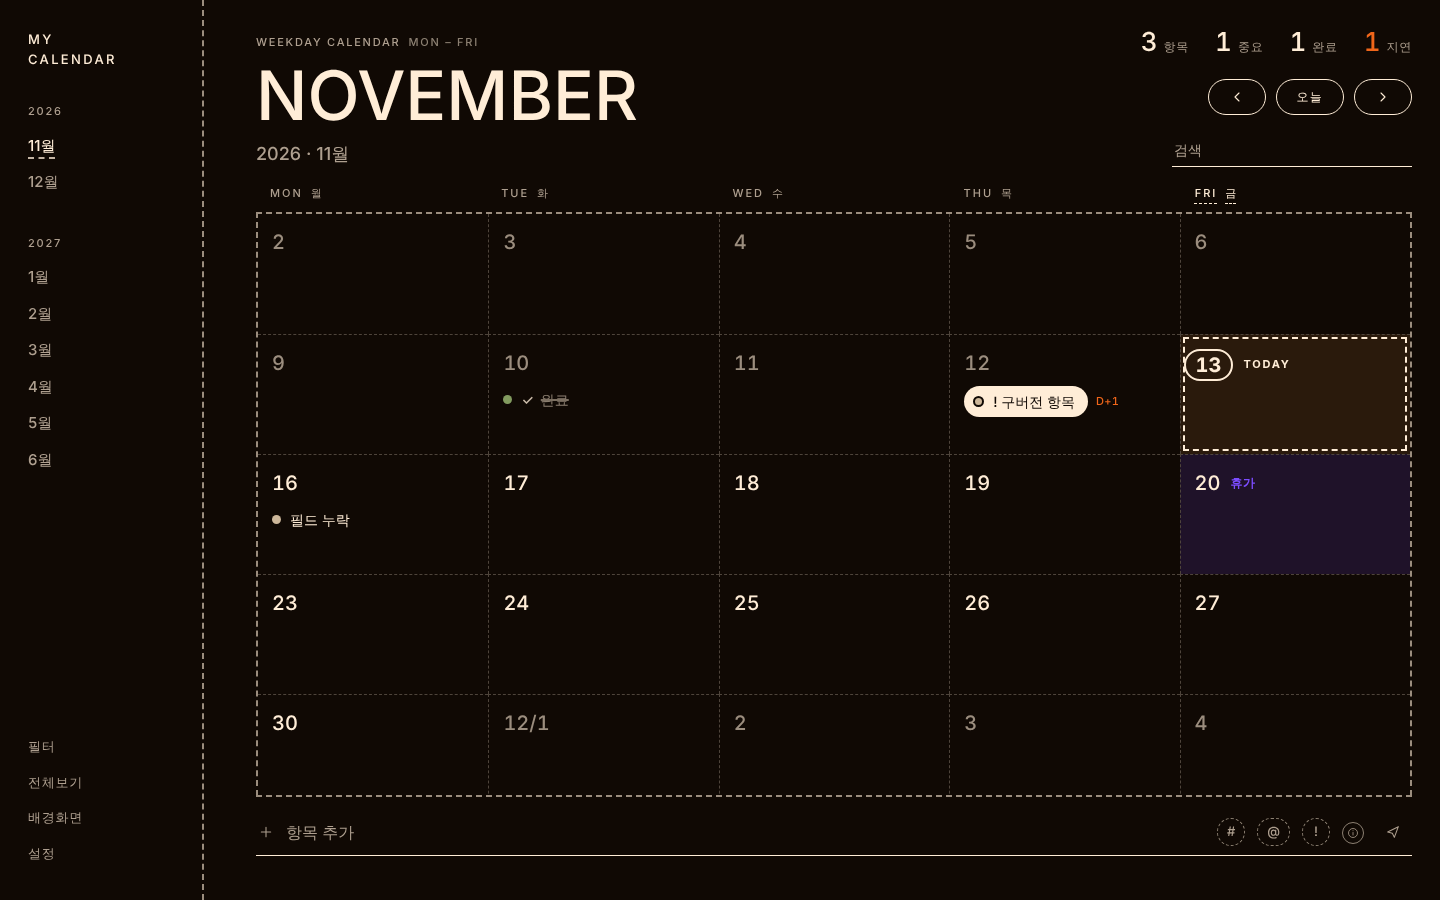 MY
CALENDAR
2026
11월
12월
2027
1월
2월
3월
4월
5월
6월
필터
전체보기
배경화면
설정
WEEKDAY CALENDAR MON – FRI
NOVEMBER
2026 · 11월
3 항목 1 중요 1 완료 1 지연
오늘
검색
MON 월 TUE 화 WED 수 THU 목 FRI 금
2 3 4 5 6
9 10 11 12 13 TODAY
✓ 완료
! 구버전 항목 D+1
16 17 18 19 20 휴가
필드 누락
23 24 25 26 27
30 12/1 2 3 4
+ 항목 추가 # @ !